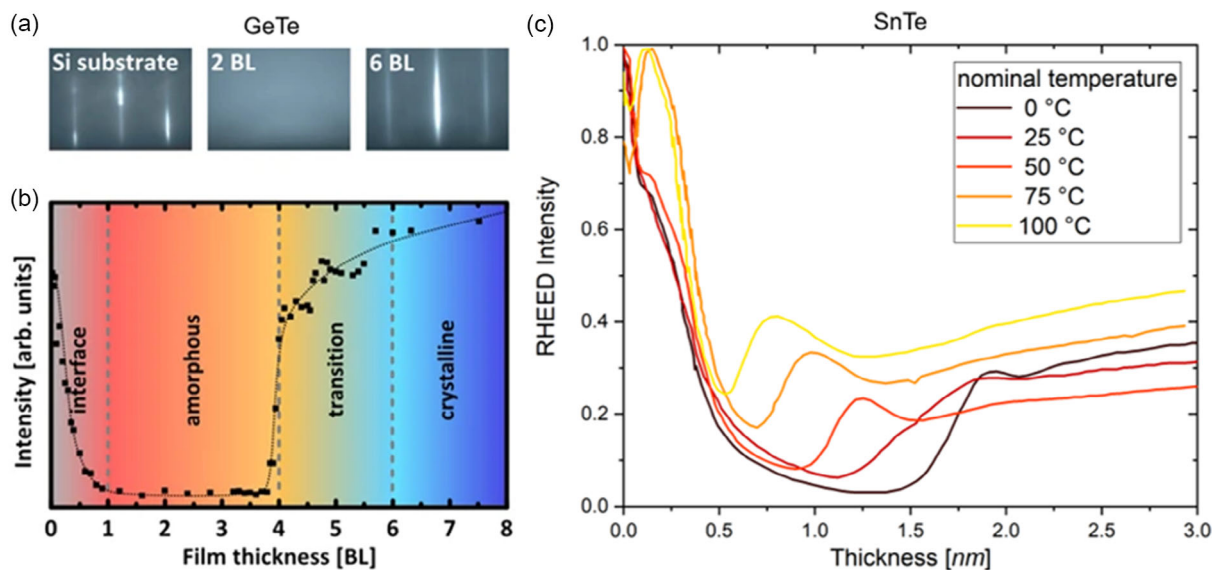 (a)
GeTe
Si substrate
2 BL
6 BL
(b)
Intensity [arb. units]
interface
amorphous
transition
crystalline
0 1 2 3 4 5 6 7 8
Film thickness [BL]
(c)
SnTe
RHEED Intensity
1.0
0.8
0.6
0.4
0.2
0.0
nominal temperature
0 °C
25 °C
50 °C
75 °C
100 °C
0.0 0.5 1.0 1.5 2.0 2.5 3.0
Thickness [nm]